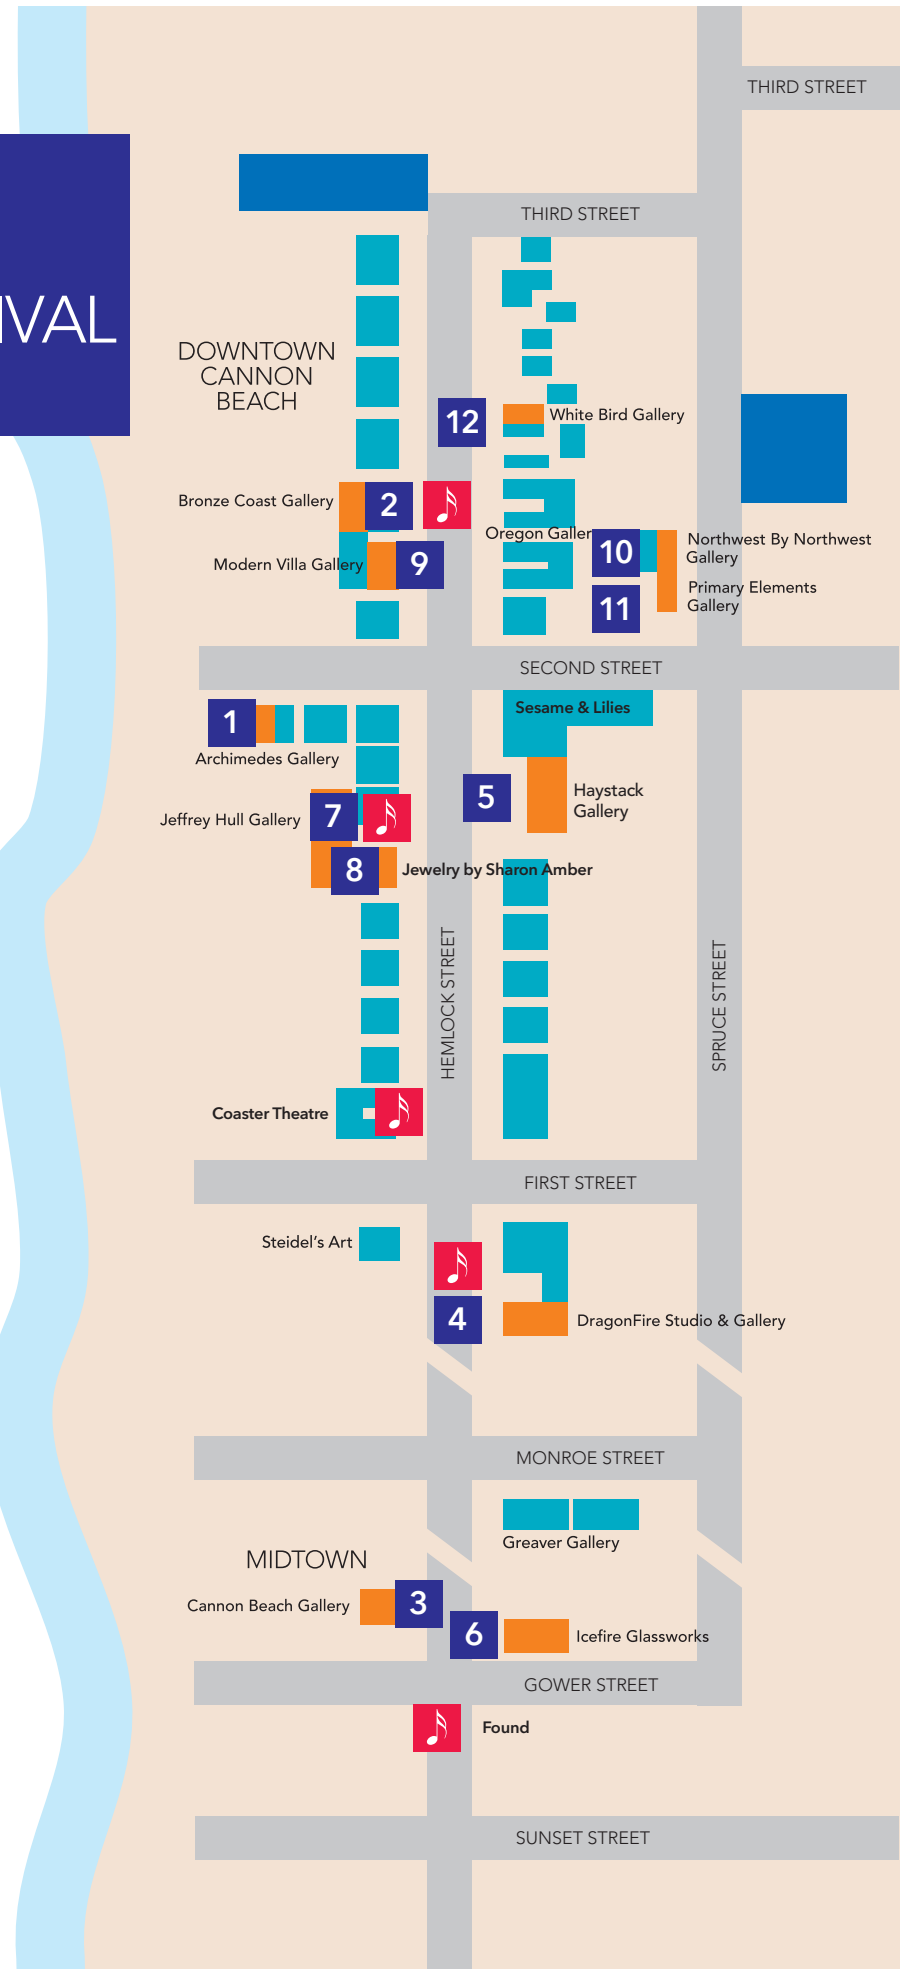 THIRD STREET
THIRD STREET
IVAL
DOWNTOWN
CANNON
BEACH
12
White Bird Gallery
Bronze Coast Gallery
2
Oregon Galler
10
Northwest By Northwest
Gallery
Modern Villa Gallery
9
11
Primary Elements
Gallery
SECOND STREET
Sesame & Lilies
1
Archimedes Gallery
5
Haystack
Gallery
Jeffrey Hull Gallery
7
8
Jewelry by Sharon Amber
HEMLOCK STREET
SPRUCE STREET
Coaster Theatre
FIRST STREET
Steidel's Art
4
DragonFire Studio & Gallery
MONROE STREET
Greaver Gallery
MIDTOWN
Cannon Beach Gallery
3
6
Icefire Glassworks
GOWER STREET
Found
SUNSET STREET